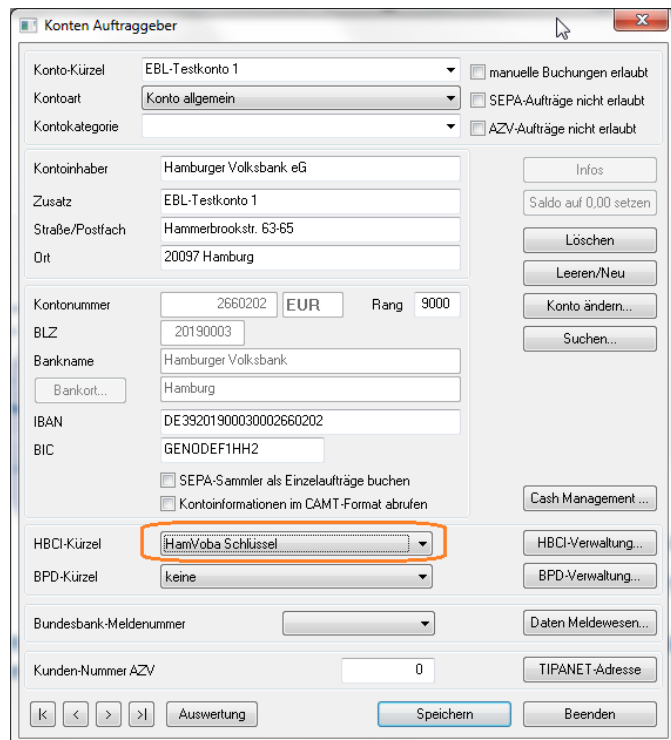 Konten Auftraggeber
Konto-Kürzel EBL-Testkonto 1 manuelle Buchungen erlaubt
Kontoart Konto allgemein SEPA-Aufträge nicht erlaubt
Kontokategorie AZV-Aufträge nicht erlaubt
Kontoinhaber Hamburger Volksbank eG Infos
Zusatz EBL-Testkonto 1 Saldo auf 0,00 setzen
Straße/Postfach Hammerbrookstr. 63-65 Löschen
Ort 20097 Hamburg Leeren/Neu
Kontonummer 2660202 EUR Rang 9000 Konto ändern...
BLZ 20190003 Suchen...
Bankname Hamburger Volksbank
Bankort... Hamburg
IBAN DE39201900030002660202
BIC GENODEF1HH2
SEPA-Sammler als Einzelaufträge buchen
Kontoinformationen im CAMT-Format abrufen Cash Management ...
HBCI-Kürzel HamVoba Schlüssel HBCI-Verwaltung...
BPD-Kürzel keine BPD-Verwaltung...
Bundesbank-Meldenummer Daten Meldewesen...
Kunden-Nummer AZV 0 TIPANET-Adresse
Auswertung Speichern Beenden